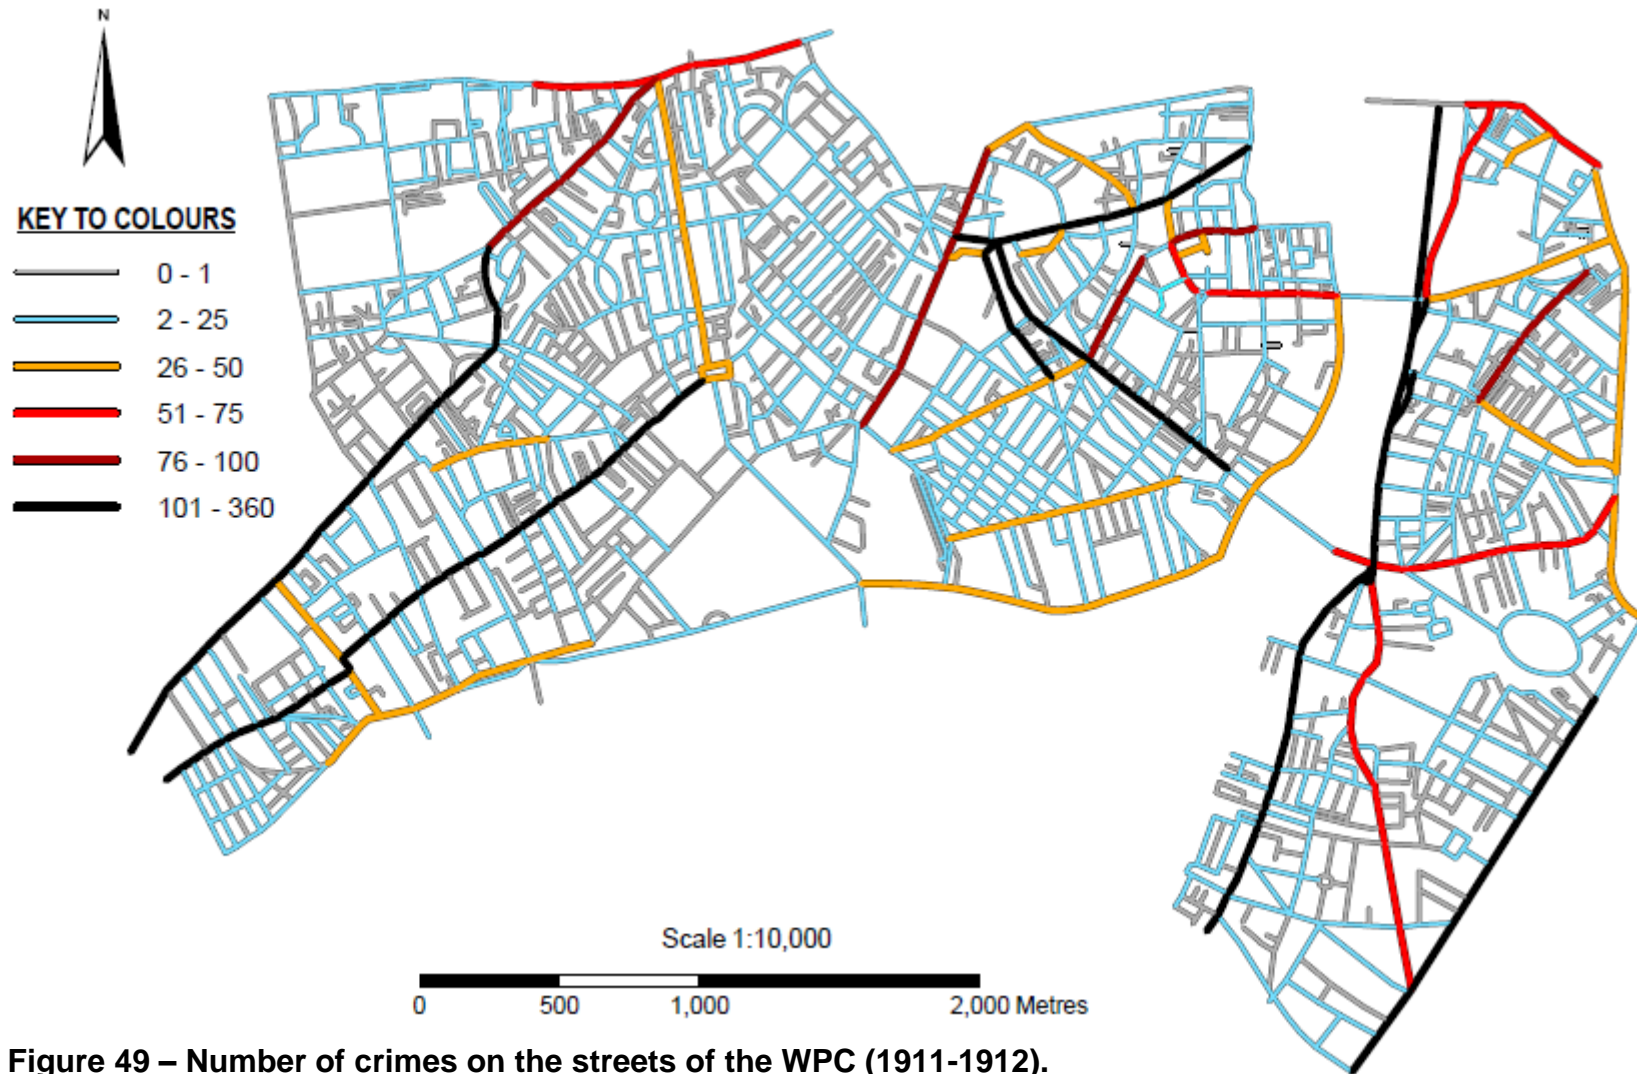 N
KEY TO COLOURS
0 - 1
2 - 25
26 - 50
51 - 75
76 - 100
101 - 360
Scale 1:10,000
0 500 1,000 2,000 Metres
Figure 49 – Number of crimes on the streets of the WPC (1911-1912).